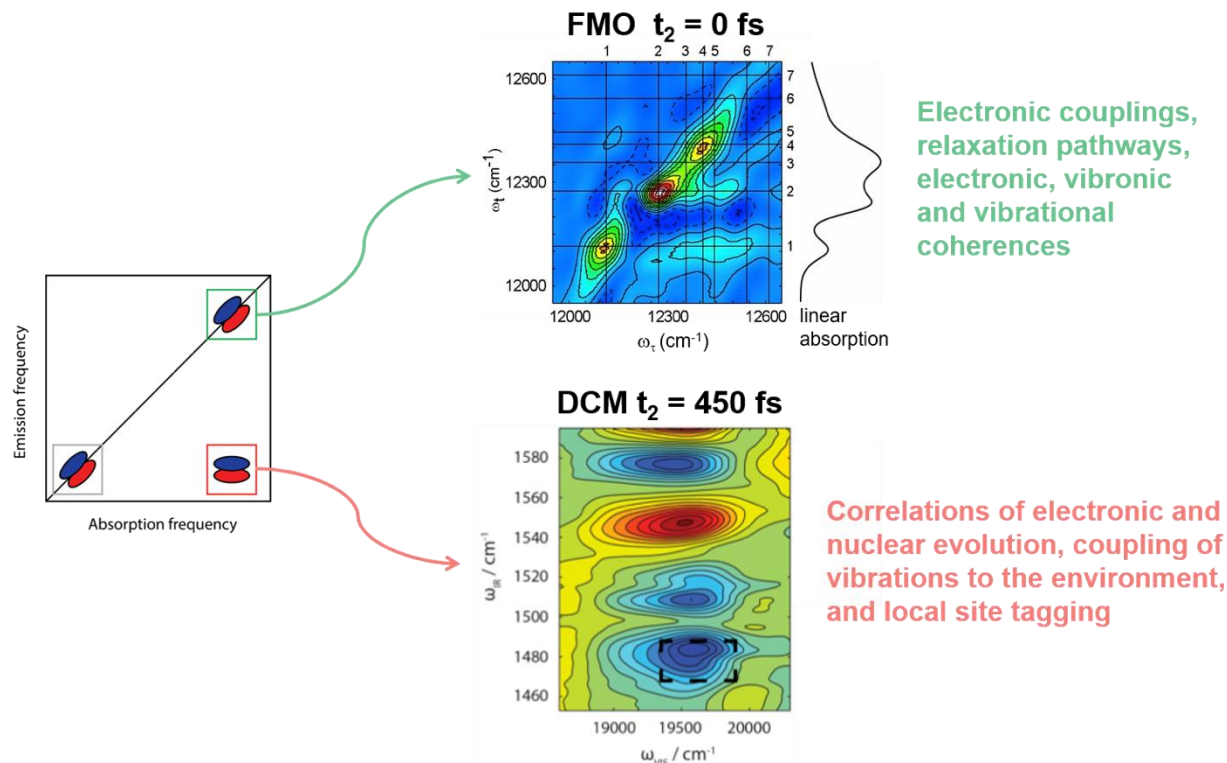 FMO t₂ = 0 fs
1 2 3 4 5 6 7
12600
12300
12000
ωt (cm⁻¹)
7
6
5
4
3
2
1
12000 12300 12600
ωτ (cm⁻¹)
linear
absorption
Electronic couplings,
relaxation pathways,
electronic, vibronic
and vibrational
coherences
Emission frequency
Absorption frequency
DCM t₂ = 450 fs
1580
1560
1540
1520
1500
1480
1460
ωIR / cm⁻¹
19000 19500 20000
/ cm⁻¹
Correlations of electronic and
nuclear evolution, coupling of
vibrations to the environment,
and local site tagging